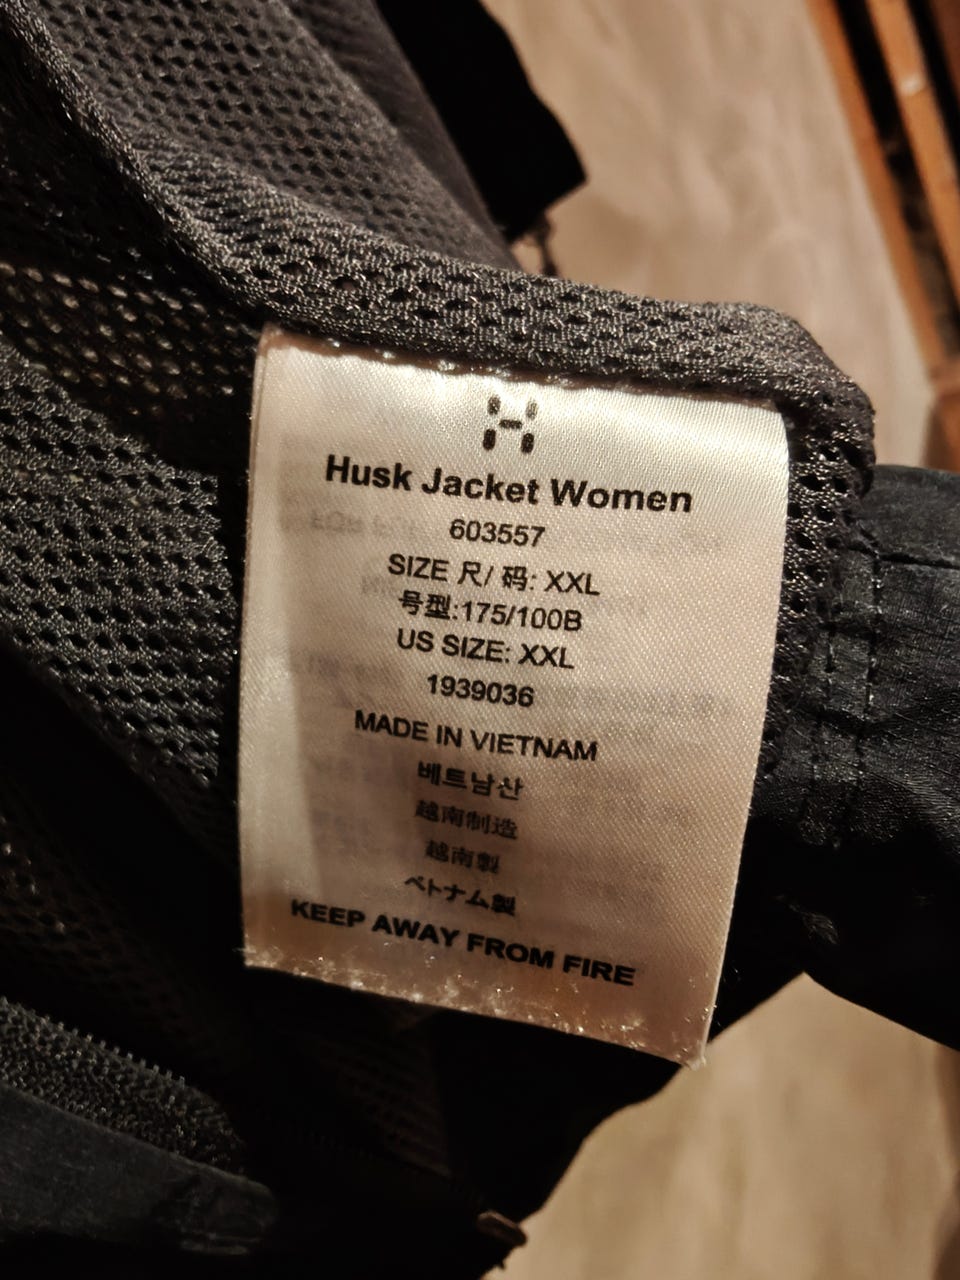 Husk Jacket Women
603557
SIZE 尺/ 码: XXL
号型:175/100B
US SIZE: XXL
1939036
MADE IN VIETNAM
베트남산
越南制造
越南製
ベトナム製
KEEP AWAY FROM FIRE